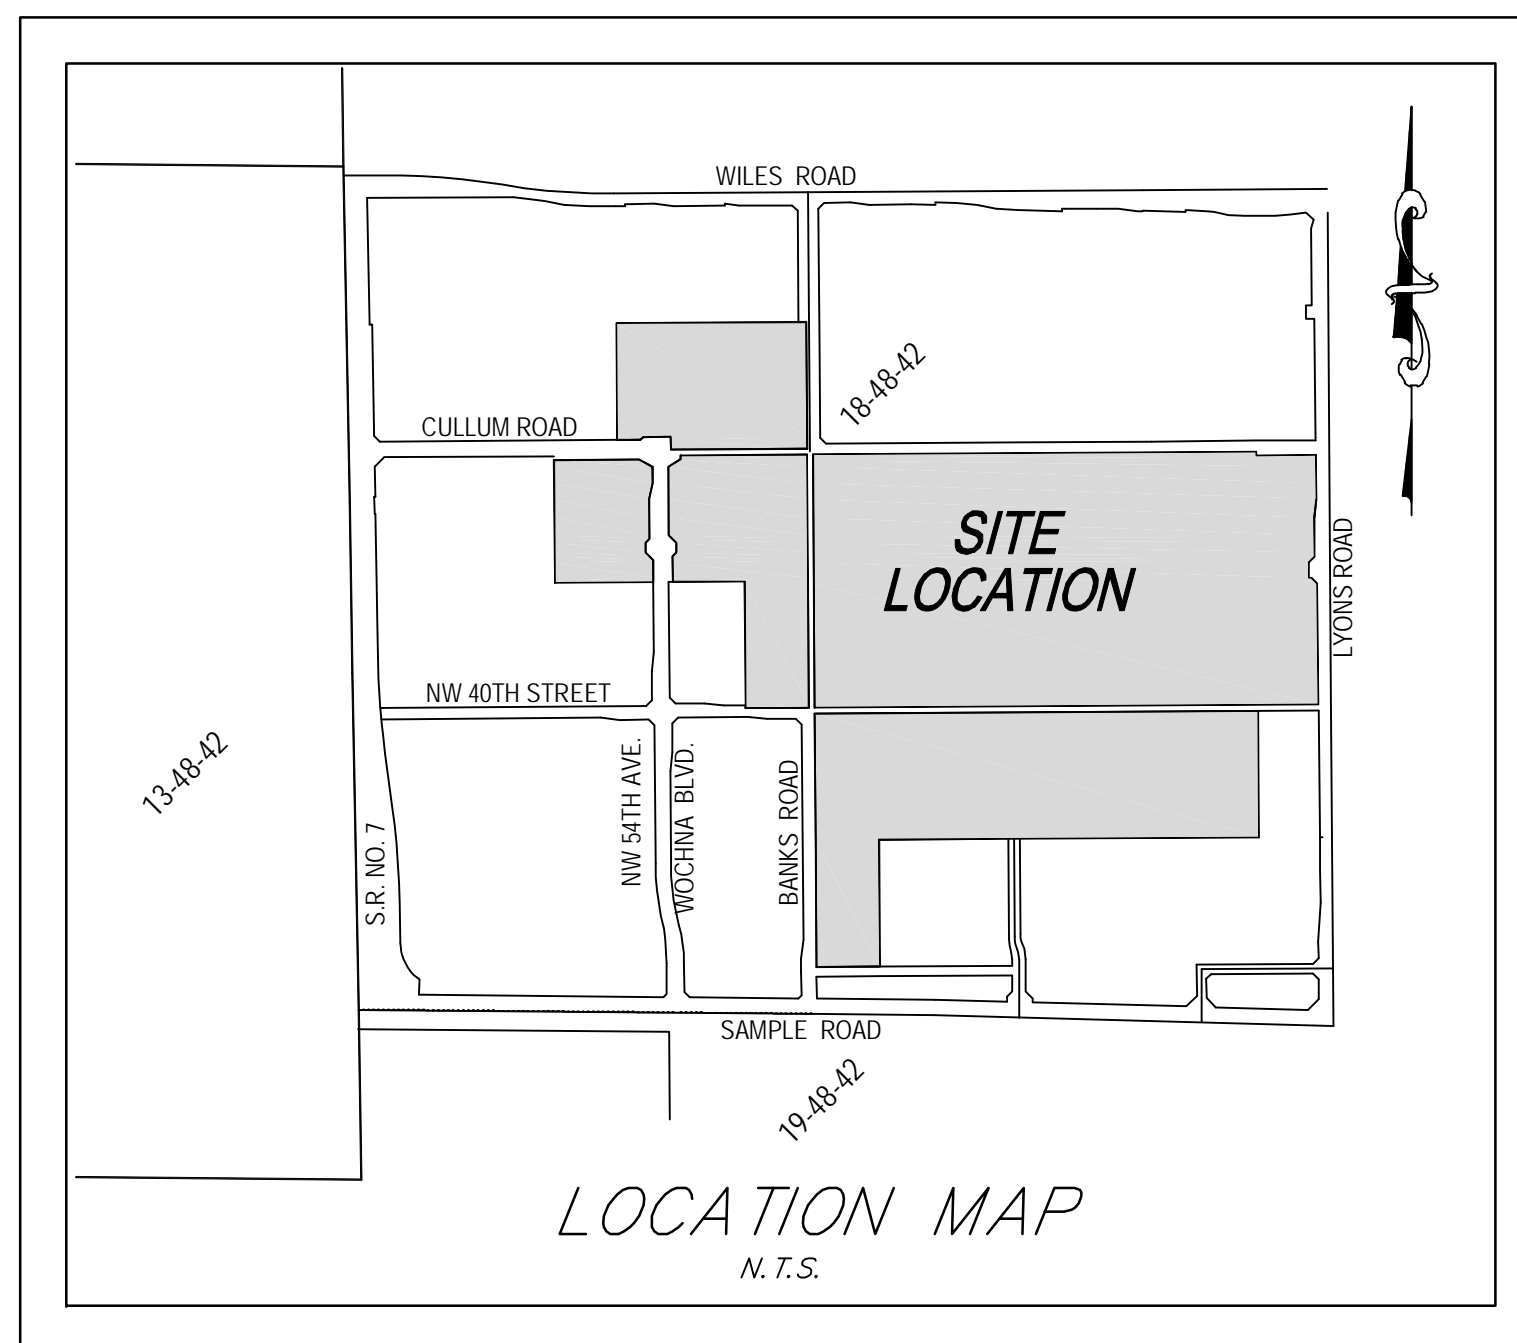 WILES ROAD
18-48-42
CULLUM ROAD
SITE
LOCATION
LYONS ROAD
NW 40TH STREET
13-48-42
S.R. NO. 7
NW 54TH AVE.
WOCHNA BLVD.
BANKS ROAD
SAMPLE ROAD
19-48-42
LOCATION MAP
N.T.S.